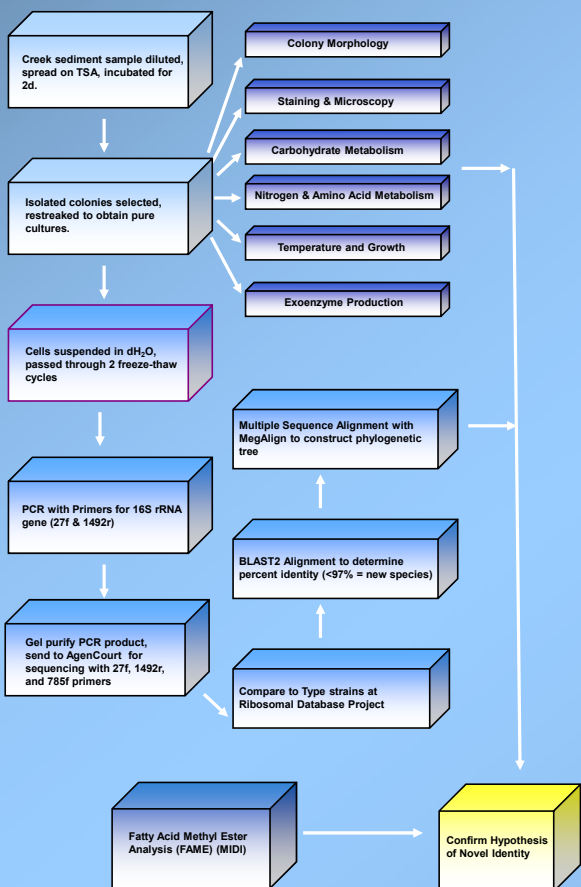 Creek sediment sample diluted,
spread on TSA, incubated for
2d.
Isolated colonies selected,
restreaked to obtain pure
cultures.
Colony Morphology
Staining & Microscopy
Carbohydrate Metabolism
Nitrogen & Amino Acid Metabolism
Temperature and Growth
Exoenzyme Production
Cells suspended in dH₂O,
passed through 2 freeze-thaw
cycles
PCR with Primers for 16S rRNA
gene (27f & 1492r)
Gel purify PCR product,
send to AgenCourt for
sequencing with 27f, 1492r,
and 785f primers
Compare to Type strains at
Ribosomal Database Project
BLAST2 Alignment to determine
percent identity (<97% = new species)
Multiple Sequence Alignment with
MegAlign to construct phylogenetic
tree
Fatty Acid Methyl Ester
Analysis (FAME) (MIDI)
Confirm Hypothesis
of Novel Identity